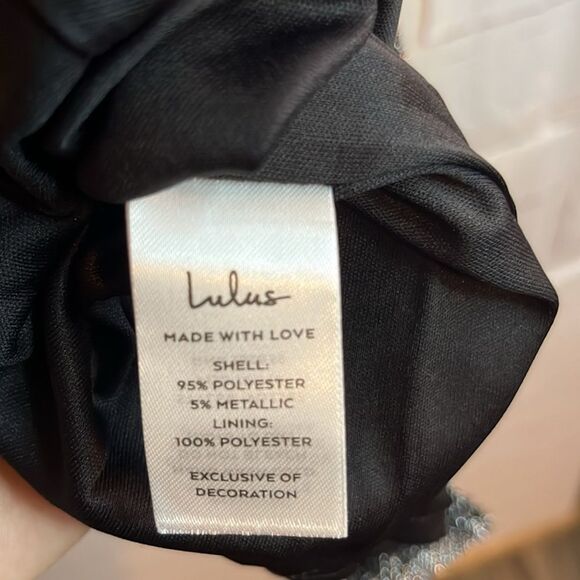 Lulus
MADE WITH LOVE
SHELL:
95% POLYESTER
5% METALLIC
LINING:
100% POLYESTER
EXCLUSIVE OF
DECORATION